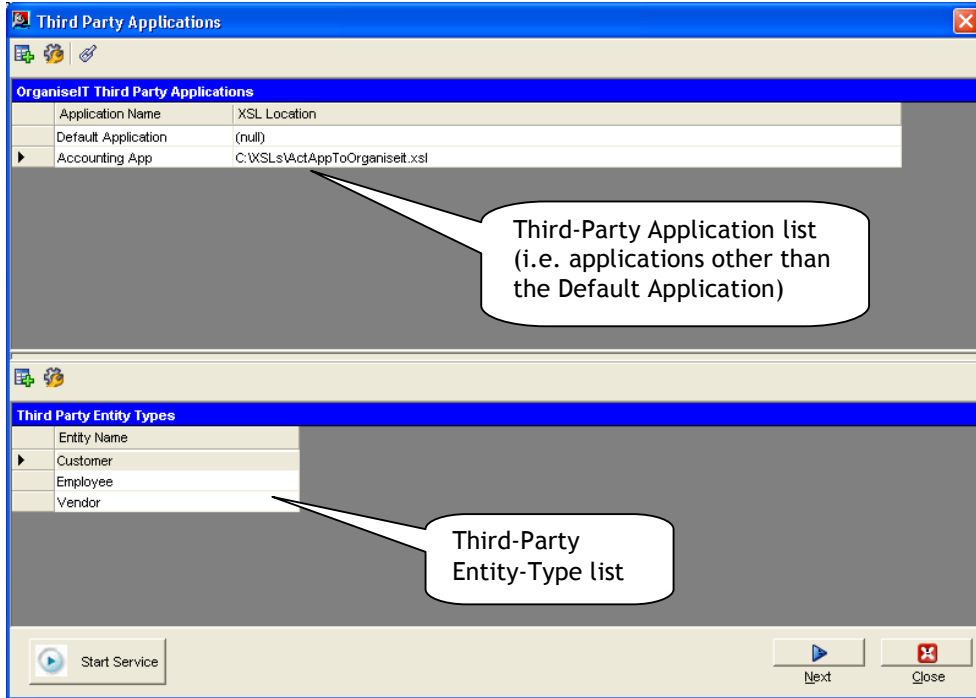 Third Party Applications
OrganiseIT Third Party Applications
Application Name XSL Location
Default Application (null)
Accounting App C:\XSLs\ActAppToOrganiseit.xsl
Third-Party Application list
(i.e. applications other than
the Default Application)
Third Party Entity Types
Entity Name
Customer
Employee
Vendor
Third-Party
Entity-Type list
Start Service
Next Close